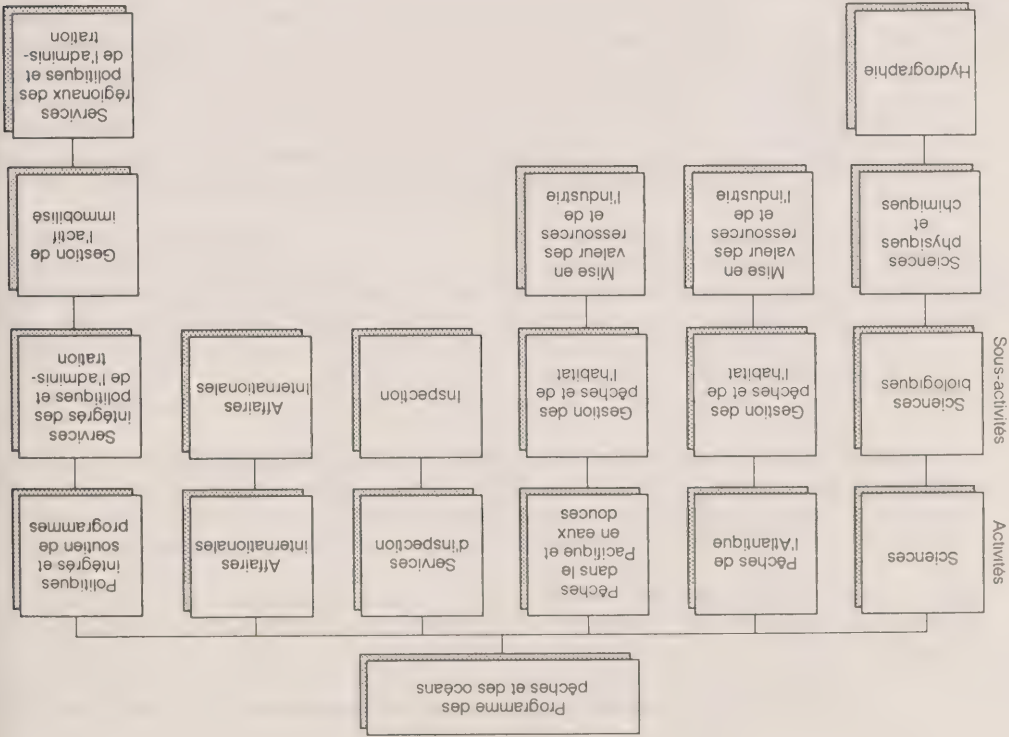 Programme des
pêches et des océans
Activités
Sciences
Pêches de
l'Atlantique
Pêches
dans le
Pacifique et
en eaux
douces
Services
d'inspection
Affaires
internationales
Politiques
intégrés et
soutien de
programmes
Sous-activités
Sciences
biologiques
Gestion des
pêches et de
l'habitat
Gestion des
pêches et de
l'habitat
Inspection
Affaires
Internationales
Services
intégrés des
politiques et
de l'adminis-
tration
Sciences
physiques
et
chimiques
Mise en
valeur des
ressources
et de
l'industrie
Mise en
valeur des
ressources
et de
l'industrie
Gestion de
l'actif
immobilisé
Hydrographie
Services
régionaux des
politiques et
de l'adminis-
tration